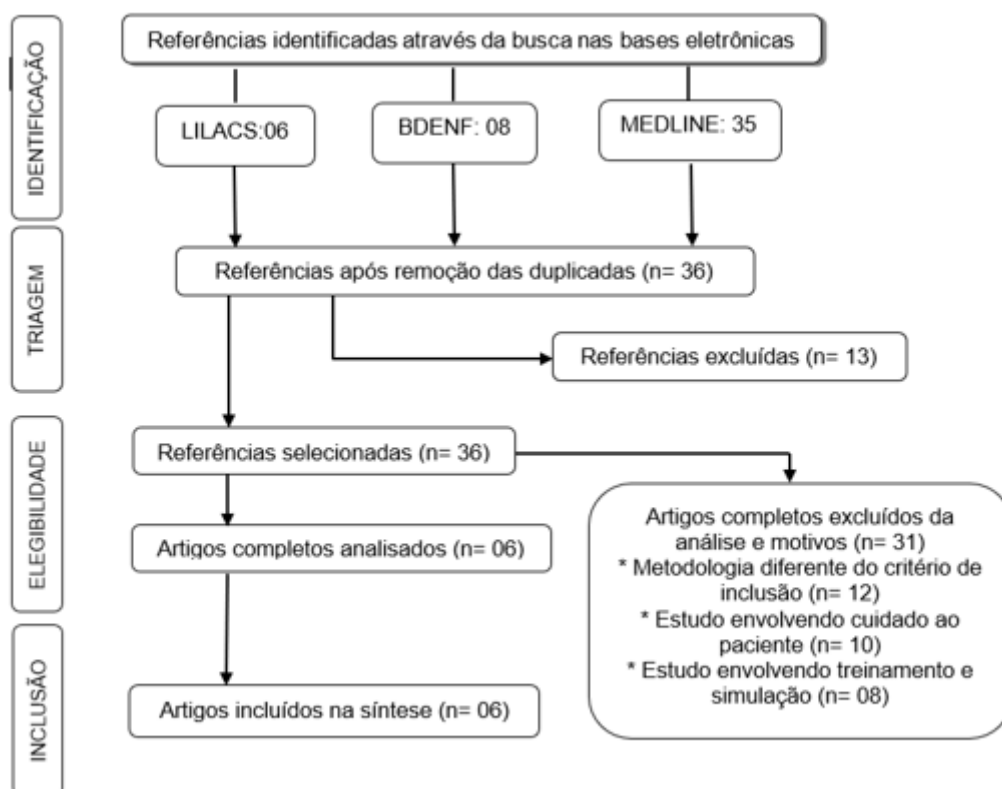 IDENTIFICAÇÃO
Referências identificadas através da busca nas bases eletrônicas
LILACS:06
BDENF: 08
MEDLINE: 35
TRIAGEM
Referências após remoção das duplicadas (n= 36)
Referências excluídas (n= 13)
ELEGIBILIDADE
Referências selecionadas (n= 36)
Artigos completos analisados (n= 06)
Artigos completos excluídos da
análise e motivos (n= 31)
* Metodologia diferente do critério de
inclusão (n= 12)
* Estudo envolvendo cuidado ao
paciente (n= 10)
* Estudo envolvendo treinamento e
simulação (n= 08)
INCLUSÃO
Artigos incluídos na síntese (n= 06)